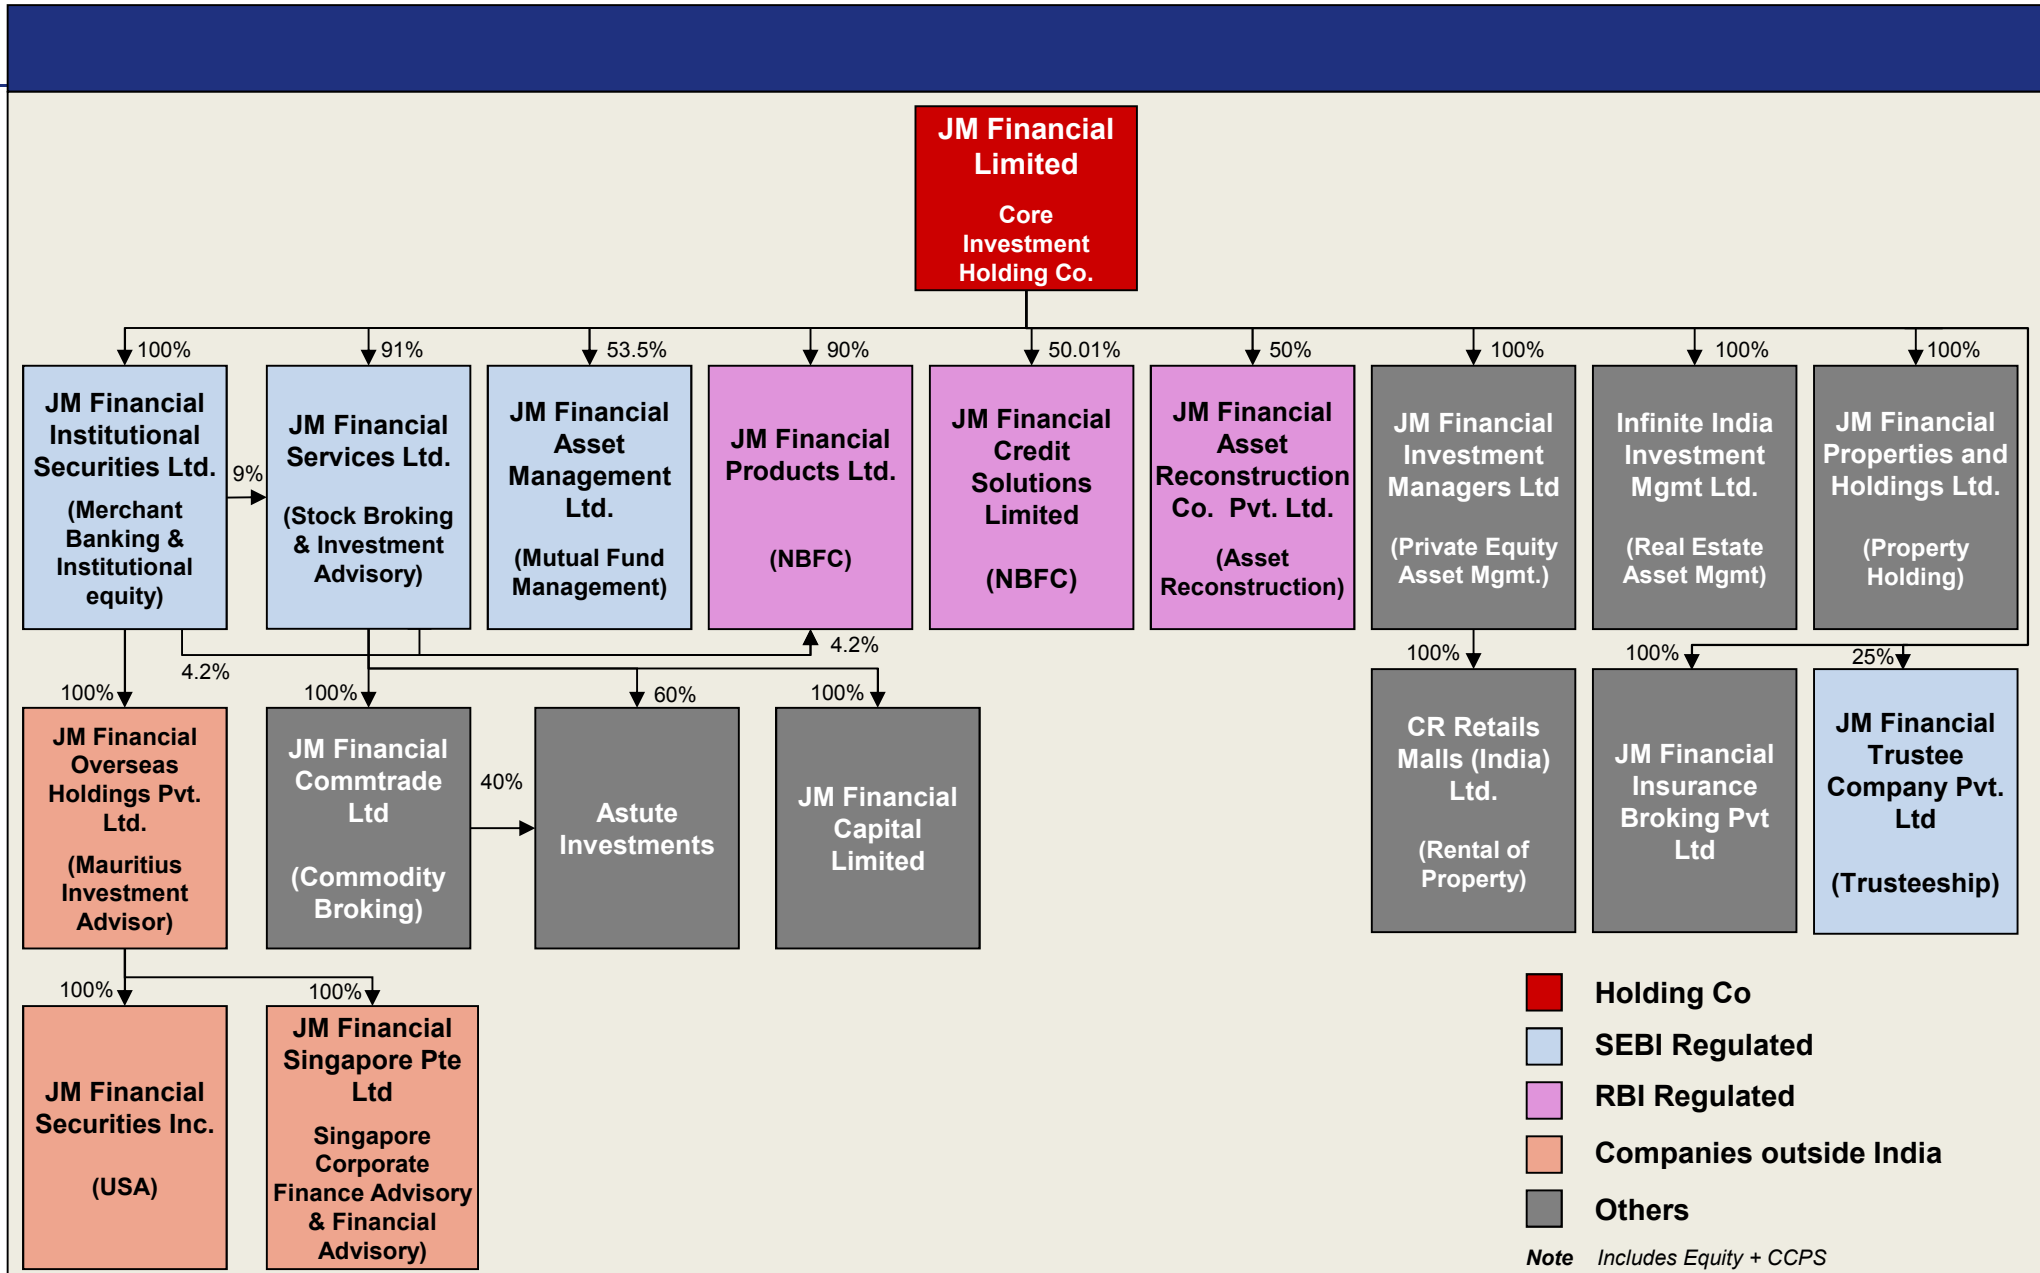 JM Financial
Limited
Core
Investment
Holding Co.
100%
91%
53.5%
90%
50.01%
50%
100%
100%
100%
JM Financial
Institutional
Securities Ltd.
(Merchant
Banking &
Institutional
equity)
9%
JM Financial
Services Ltd.
(Stock Broking
& Investment
Advisory)
JM Financial
Asset
Management
Ltd.
(Mutual Fund
Management)
JM Financial
Products Ltd.
(NBFC)
JM Financial
Credit
Solutions
Limited
(NBFC)
JM Financial
Asset
Reconstruction
Co. Pvt. Ltd.
(Asset
Reconstruction)
JM Financial
Investment
Managers Ltd
(Private Equity
Asset Mgmt.)
Infinite India
Investment
Mgmt Ltd.
(Real Estate
Asset Mgmt)
JM Financial
Properties and
Holdings Ltd.
(Property
Holding)
4.2%
4.2%
100%
100%
60%
100%
100%
100%
25%
JM Financial
Overseas
Holdings Pvt.
Ltd.
(Mauritius
Investment
Advisor)
JM Financial
Commtrade
Ltd
(Commodity
Broking)
40%
Astute
Investments
JM Financial
Capital
Limited
CR Retails
Malls (India)
Ltd.
(Rental of
Property)
JM Financial
Insurance
Broking Pvt
Ltd
JM Financial
Trustee
Company Pvt.
Ltd
(Trusteeship)
100%
100%
JM Financial
Securities Inc.
(USA)
JM Financial
Singapore Pte
Ltd
Singapore
Corporate
Finance Advisory
& Financial
Advisory)
Holding Co
SEBI Regulated
RBI Regulated
Companies outside India
Others
Note Includes Equity + CCPS